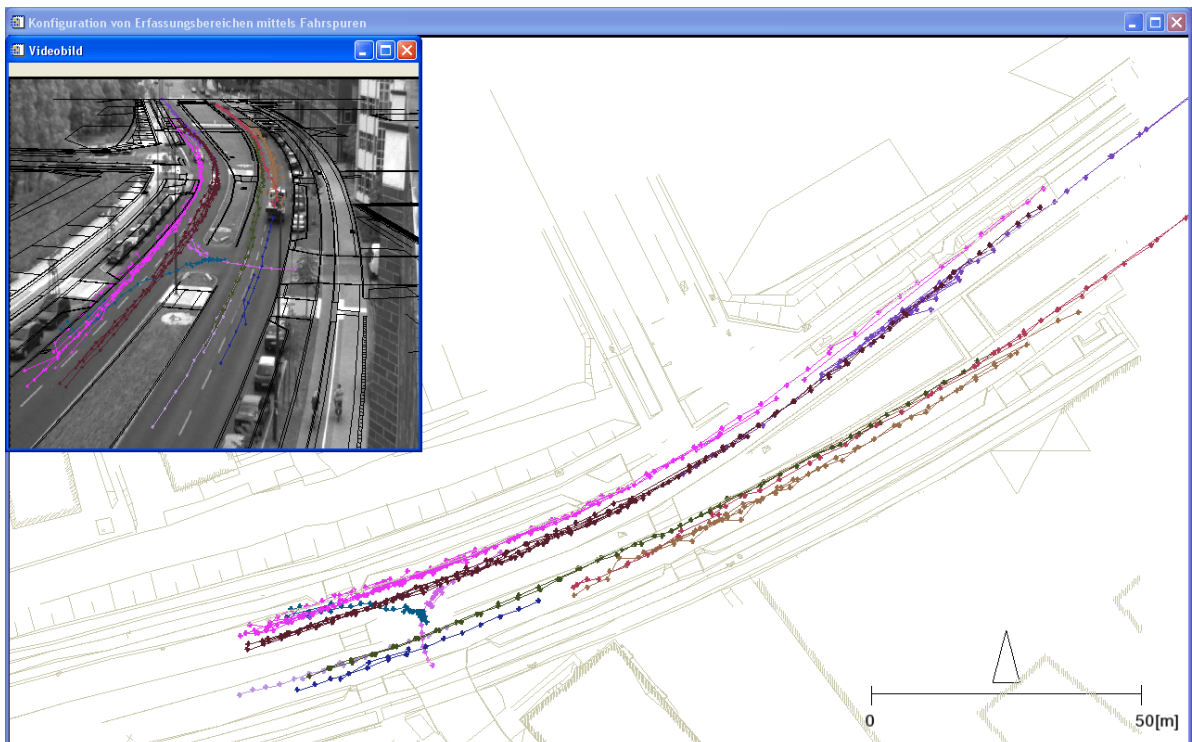 Konfiguration von Erfassungsbereichen mittels Fahrspuren
Videobild
0
50[m]